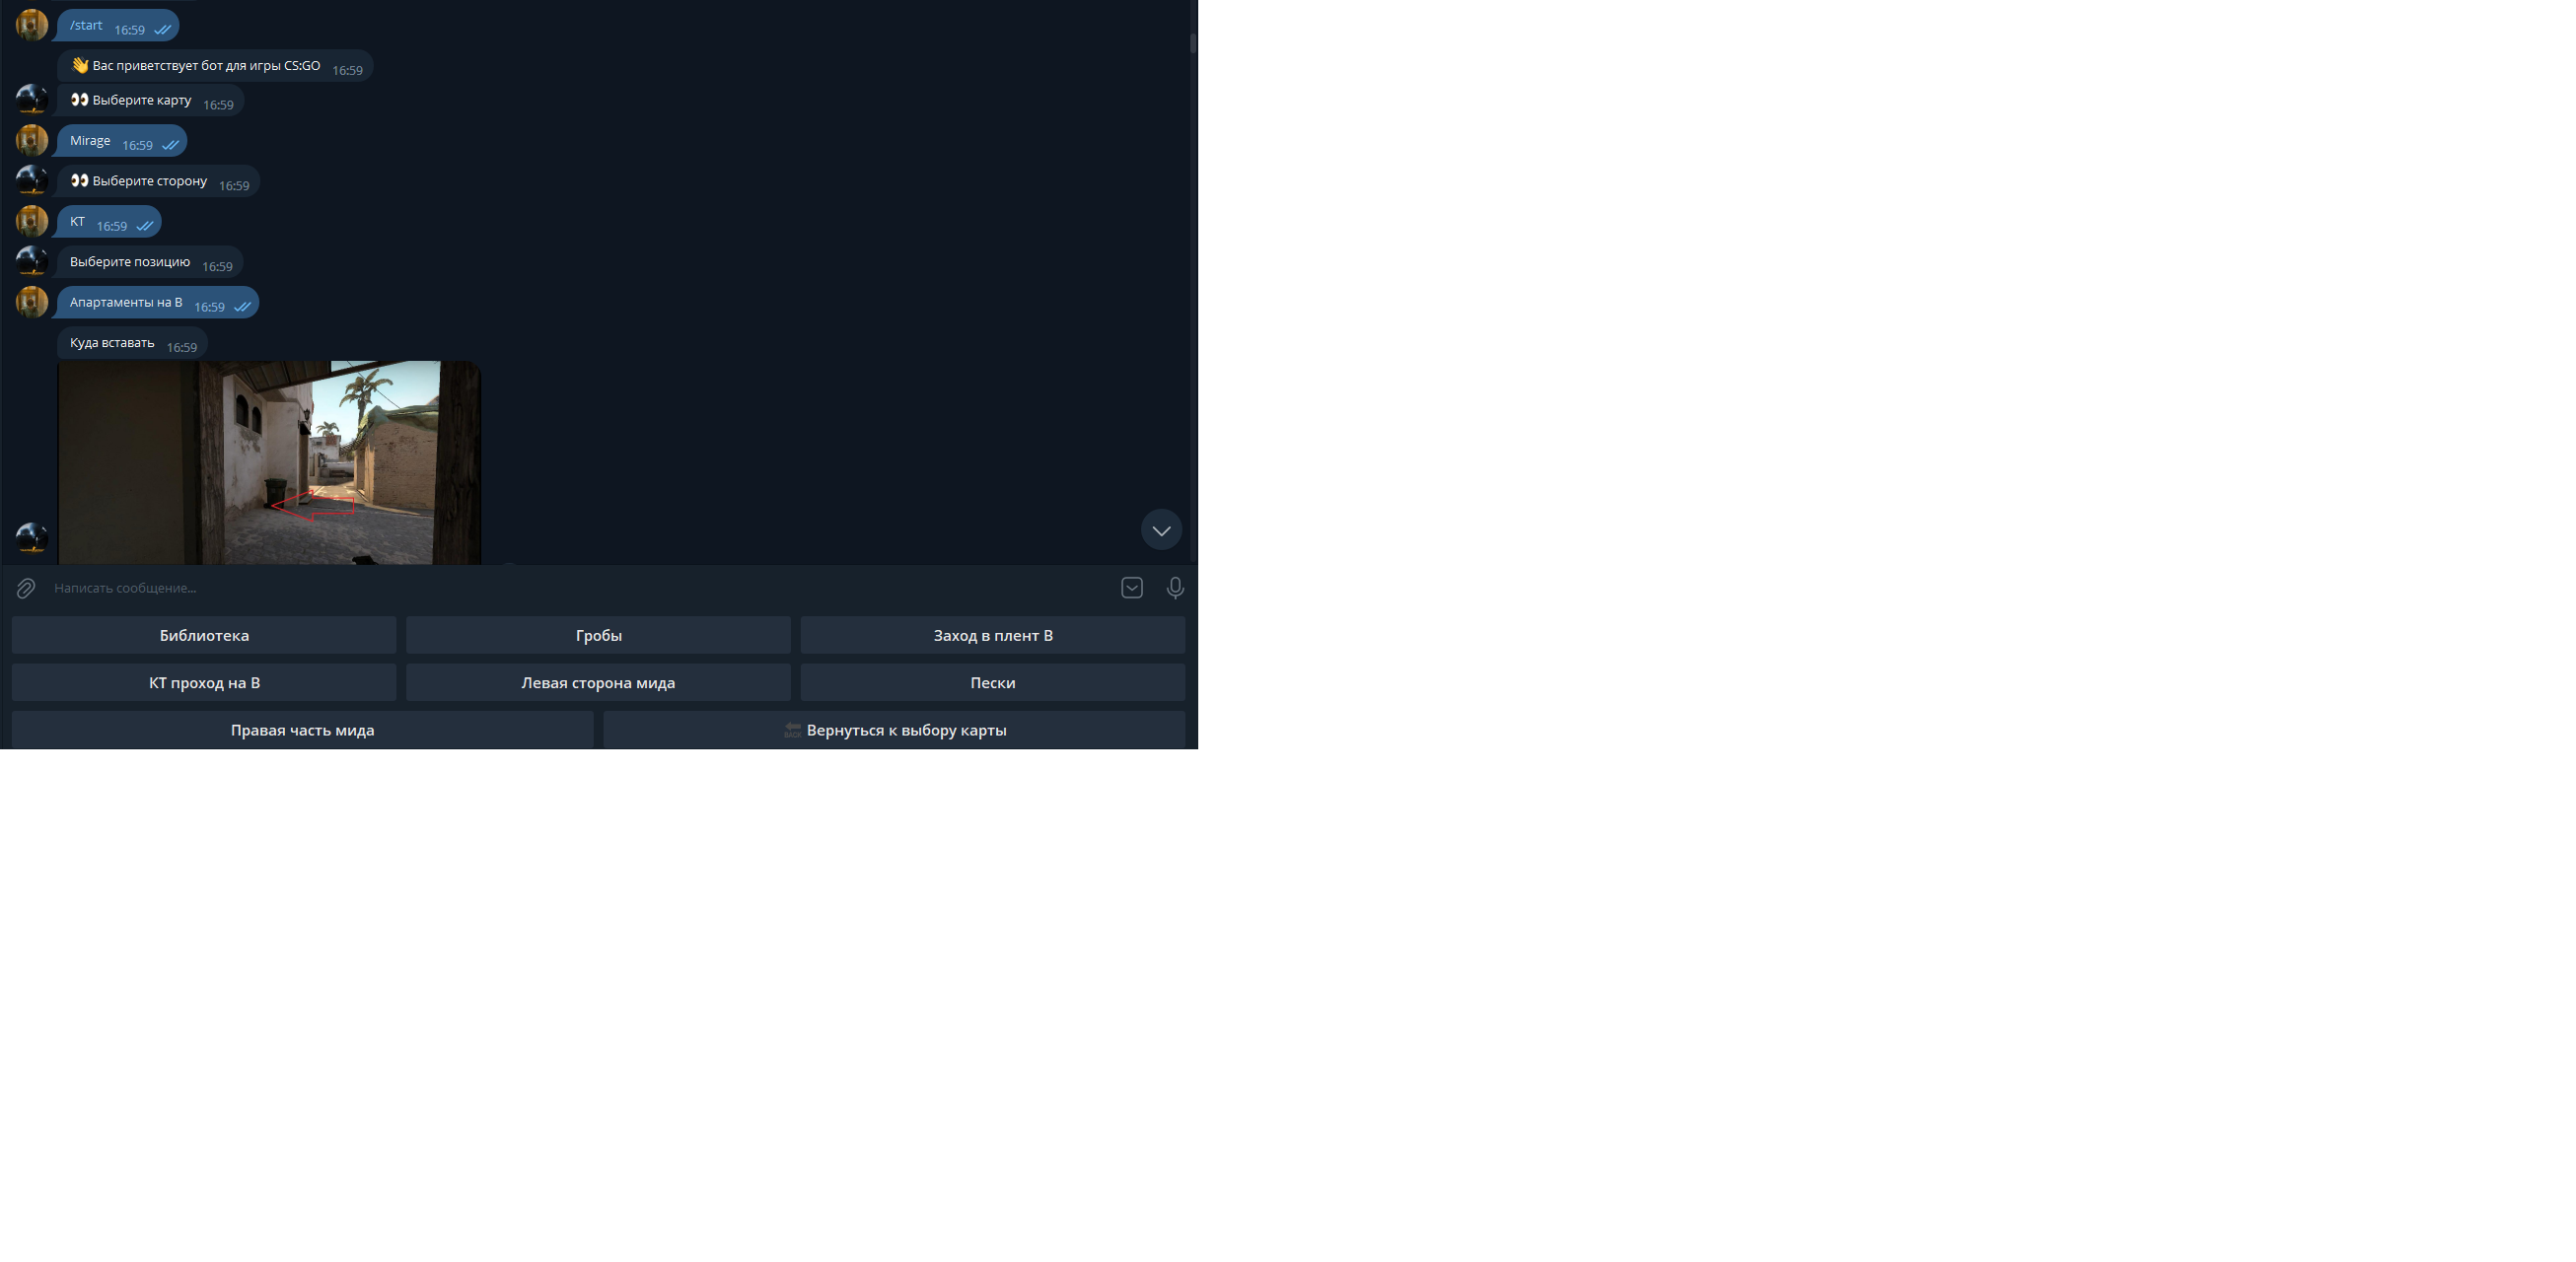 /start 16:59
👋 Вас приветствует бот для игры CS:GO 16:59
👀 Выберите карту 16:59
Mirage 16:59
👀 Выберите сторону 16:59
КТ 16:59
Выберите позицию 16:59
Апартаменты на В 16:59
Куда вставать 16:59
Написать сообщение...
Библиотека Гробы Заход в плент В
КТ проход на В Левая сторона мида Пески
Правая часть мида 🔙 Вернуться к выбору карты